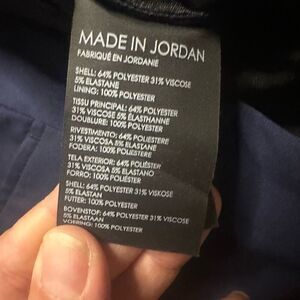 MADE IN JORDAN
FABRIQUÉ EN JORDANIE
SHELL: 64% POLYESTER 31% VISCOSE
5% ELASTANE
LINING: 100% POLYESTER
TISSU PRINCIPAL: 64% POLYESTER
31% VISCOSE 5% ÉLASTHANNE
DOUBLURE: 100% POLYESTER
RIVESTIMENTO: 64% POLIESTERE
31% VISCOSA 5% ELASTANE
FODERA: 100% POLIESTERE
TELA EXTERIOR: 64% POLIÉSTER
31% VISCOSA 5% ELASTANO
FORRO: 100% POLIÉSTER
SHELL: 64% POLYESTER 31% VISKOSE
5% ELASTAN
FUTTER: 100% POLYESTER
BOVENSTOF: 64% POLYESTER 31% VISCOSE
5% ELASTAAN
VOERING: 100% POLYESTER